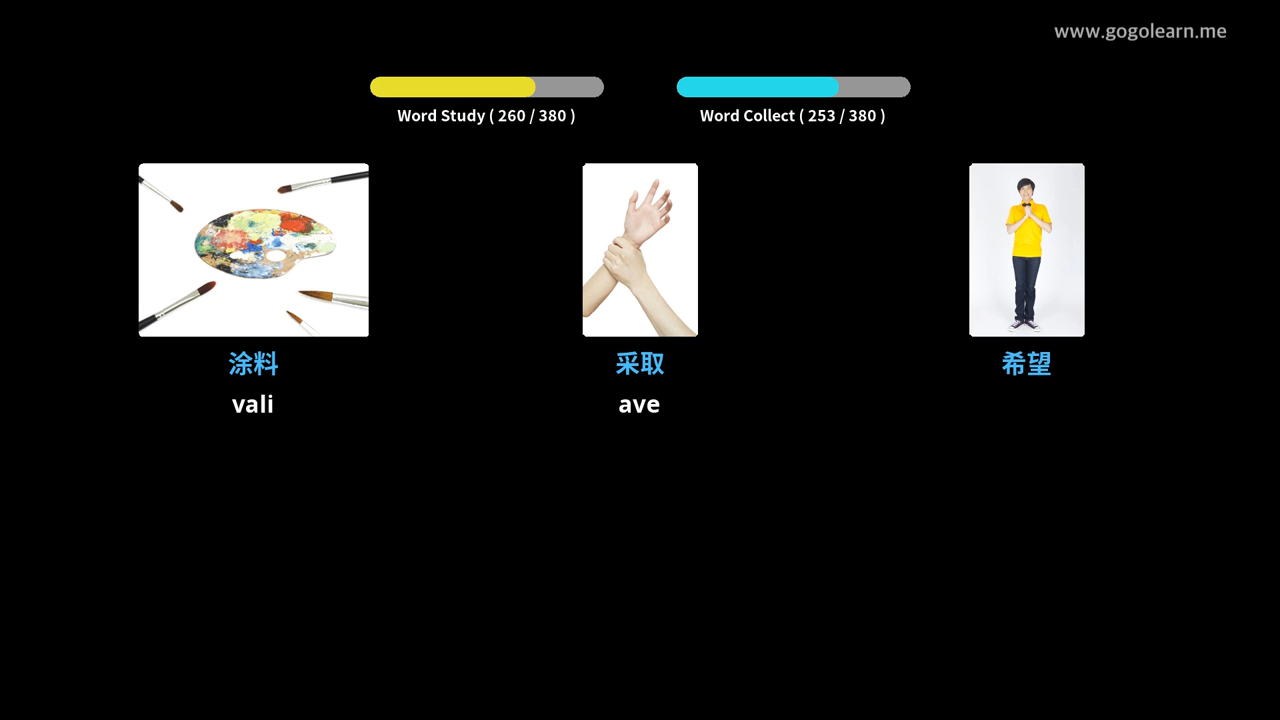 www.gogolearn.me
Word Study ( 260 / 380 )
Word Collect ( 253 / 380 )
涂料
采取
希望
vali
ave